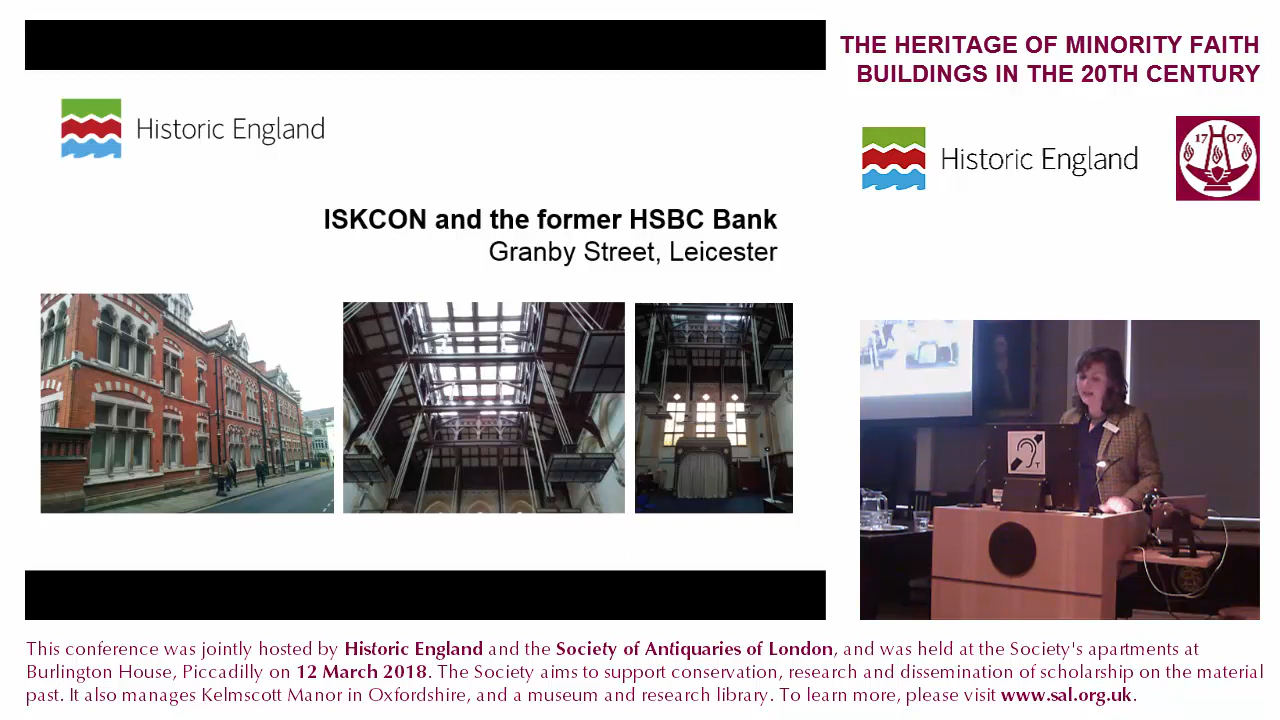 THE HERITAGE OF MINORITY FAITH
BUILDINGS IN THE 20TH CENTURY
Historic England
Historic England
1707
ISKCON and the former HSBC Bank
Granby Street, Leicester
T
This conference was jointly hosted by Historic England and the Society of Antiquaries of London, and was held at the Society's apartments at
Burlington House, Piccadilly on 12 March 2018. The Society aims to support conservation, research and dissemination of scholarship on the material
past. It also manages Kelmscott Manor in Oxfordshire, and a museum and research library. To learn more, please visit www.sal.org.uk.